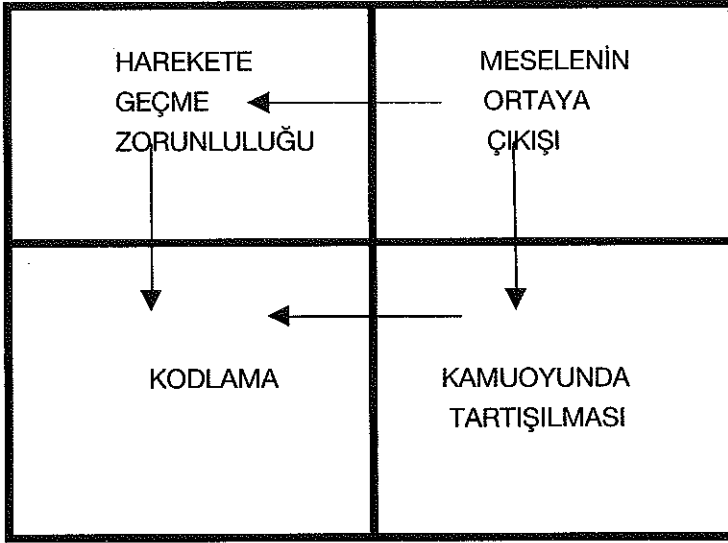 HAREKETE
GEÇME
ZORUNLULUĞU
MESELENİN
ORTAYA
ÇIKIŞI
KODLAMA
KAMUOYUNDA
TARTIŞILMASI